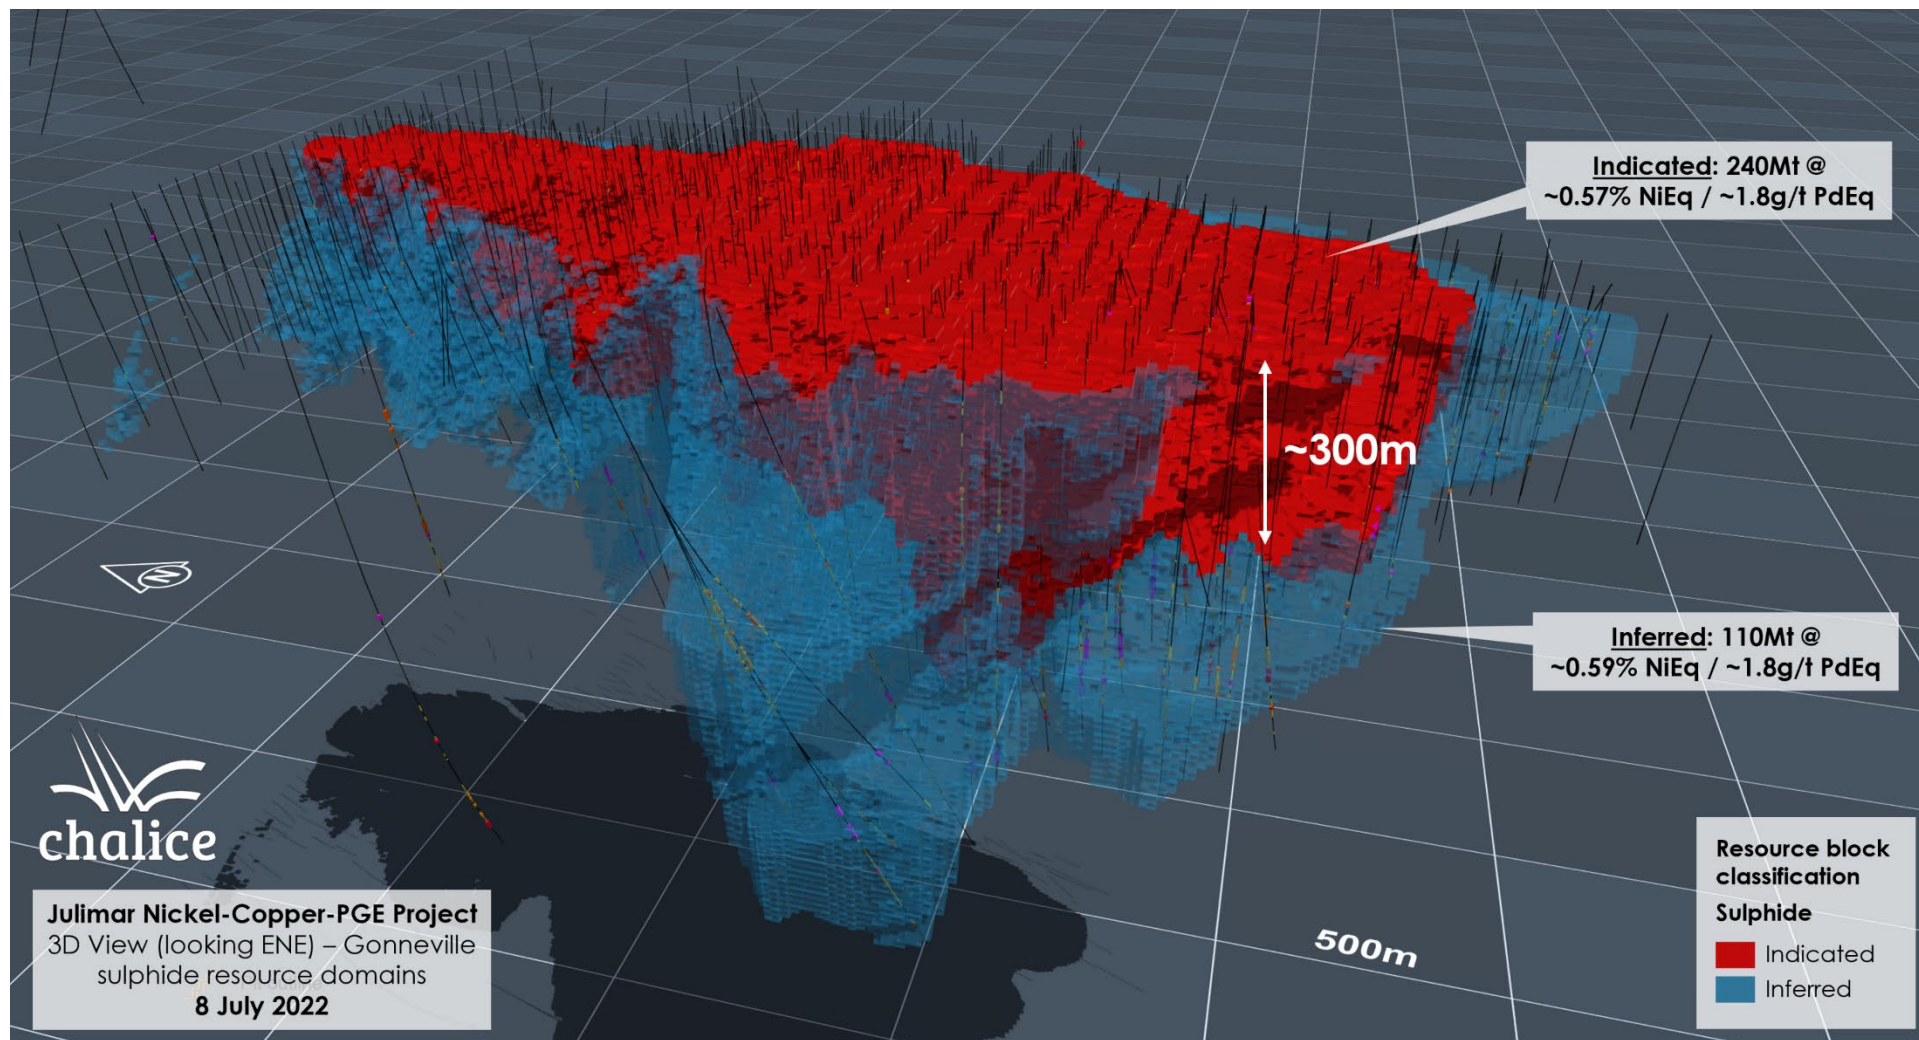 Indicated: 240Mt @
~0.57% NiEq / ~1.8g/t PdEq
~300m
N
Inferred: 110Mt @
~0.59% NiEq / ~1.8g/t PdEq
chalice
Julimar Nickel-Copper-PGE Project
3D View (looking ENE) – Gonneville
sulphide resource domains
8 July 2022
500m
Resource block
classification
Sulphide
Indicated
Inferred